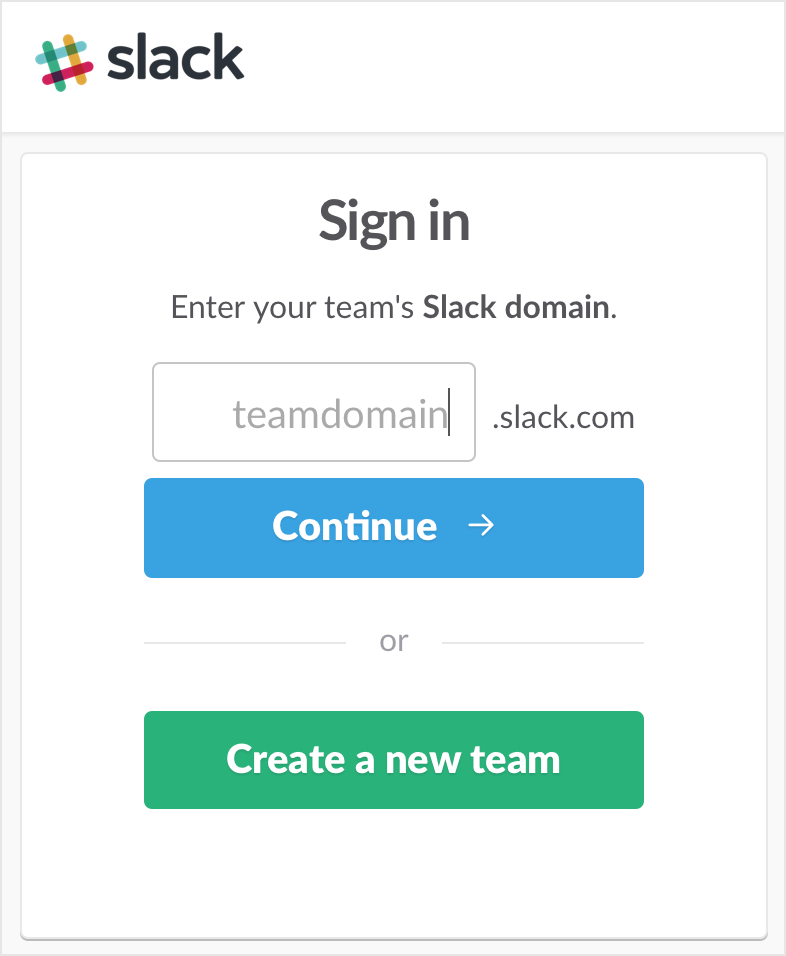 slack
Sign in
Enter your team's Slack domain.
teamdomain .slack.com
Continue →
or
Create a new team